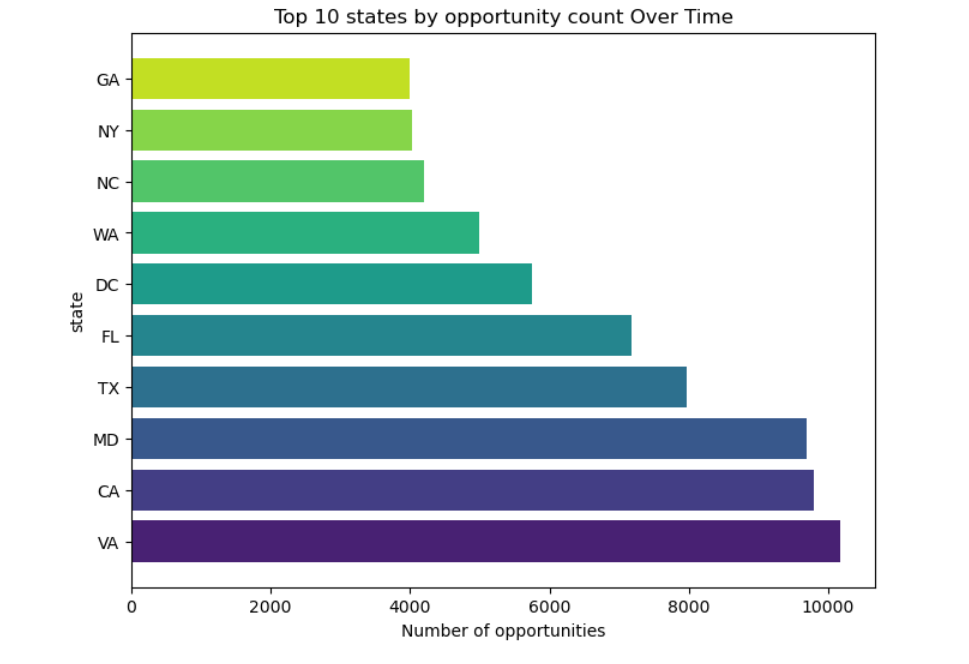 Top 10 states by opportunity count Over Time
GA
NY
NC
WA
DC
FL
TX
MD
CA
VA
state
0 2000 4000 6000 8000 10000
Number of opportunities